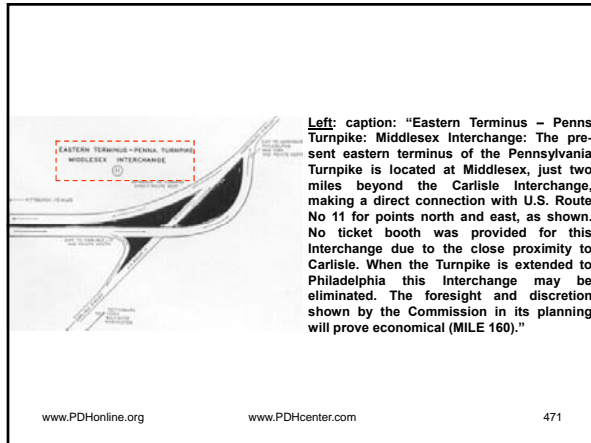 EASTERN TERMINUS - PENNA. TURNPIKE
MIDDLESEX INTERCHANGE
Left: caption: “Eastern Terminus – Penns
Turnpike: Middlesex Interchange: The pre-
sent eastern terminus of the Pennsylvania
Turnpike is located at Middlesex, just two
miles beyond the Carlisle Interchange,
making a direct connection with U.S. Route
No 11 for points north and east, as shown.
No ticket booth was provided for this
Interchange due to the close proximity to
Carlisle. When the Turnpike is extended to
Philadelphia this Interchange may be
eliminated. The foresight and discretion
shown by the Commission in its planning
will prove economical (MILE 160).”
www.PDHonline.org www.PDHcenter.com 471